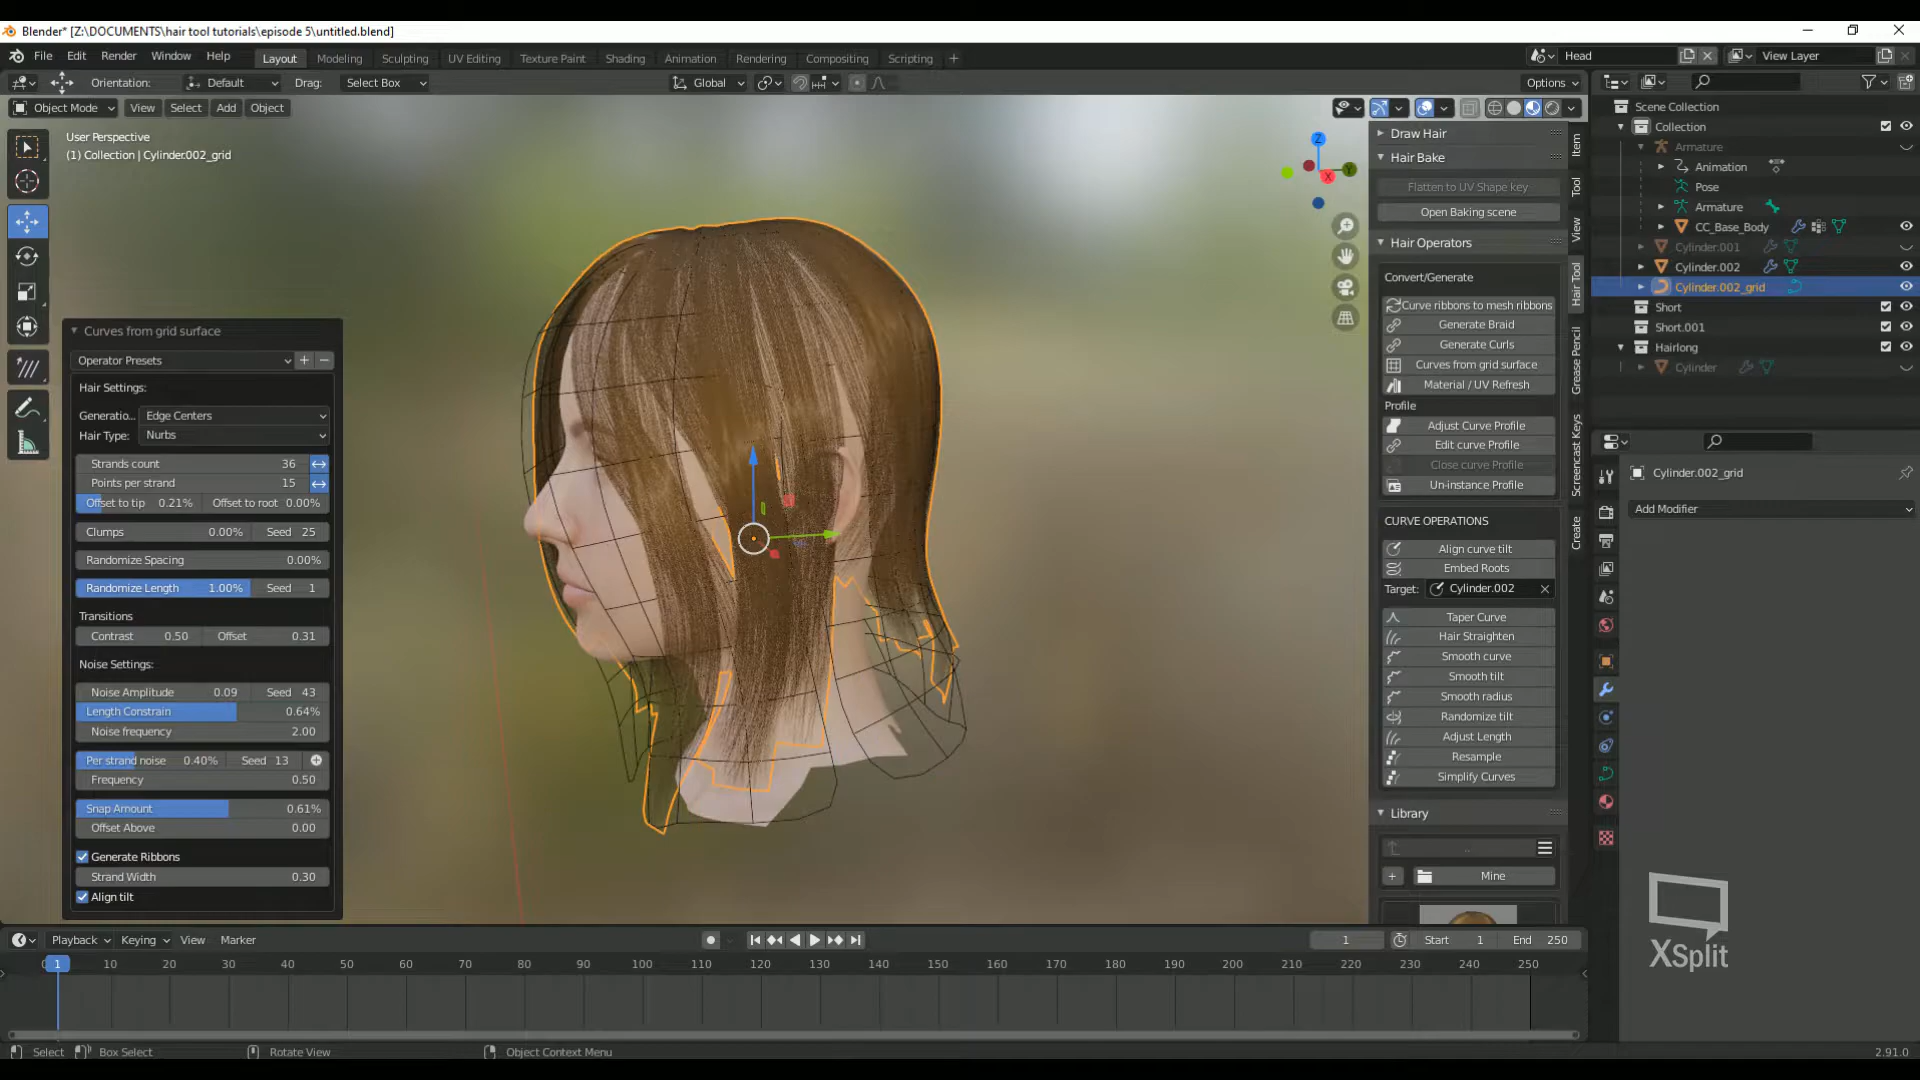 Blender* [Z:\DOCUMENTS\hair tool tutorials\episode 5\untitled.blend]
File Edit Render Window Help Layout Modeling Sculpting UV Editing Texture Paint Shading Animation Rendering Compositing Scripting + Head View Layer
Orientation: Default Drag: Select Box Global Options
Object Mode View Select Add Object
User Perspective
(1) Collection | Cylinder.002_grid
Z
Y
X
Curves from grid surface
Operator Presets
Hair Settings:
Generatio... Edge Centers
Hair Type: Nurbs
Strands count 36
Points per strand 15
Offset to tip 0.21% Offset to root 0.00%
Clumps 0.00% Seed 25
Randomize Spacing 0.00%
Randomize Length 1.00% Seed 1
Transitions
Contrast 0.50 Offset 0.31
Noise Settings:
Noise Amplitude 0.09 Seed 43
Length Constrain 0.64%
Noise frequency 2.00
Per strand noise 0.40% Seed 13
Frequency 0.50
Snap Amount 0.61%
Offset Above 0.00
Generate Ribbons
Strand Width 0.30
Align tilt
Draw Hair
Hair Bake
Flatten to UV Shape key
Open Baking scene
Hair Operators
Convert/Generate
Curve ribbons to mesh ribbons
Generate Braid
Generate Curls
Curves from grid surface
Material / UV Refresh
Profile
Adjust Curve Profile
Edit curve Profile
Close curve Profile
Un-instance Profile
CURVE OPERATIONS
Align curve tilt
Embed Roots
Target: Cylinder.002
Taper Curve
Hair Straighten
Smooth curve
Smooth tilt
Smooth radius
Randomize tilt
Adjust Length
Resample
Simplify Curves
Library
..
+ Mine
Item
Tool
View
Hair Tool
Grease Pencil
Screencast Keys
Create
Scene Collection
Collection
Armature
Animation
Pose
Armature
CC_Base_Body
Cylinder.001
Cylinder.002
Cylinder.002_grid
Short
Short.001
Hairlong
Cylinder
Cylinder.002_grid
Add Modifier
XSplit
Playback Keying View Marker 1 Start 1 End 250
0 1 10 20 30 40 50 60 70 80 90 100 110 120 130 140 150 160 170 180 190 200 210 220 230 240 250
Select Box Select Rotate View Object Context Menu 2.91.0